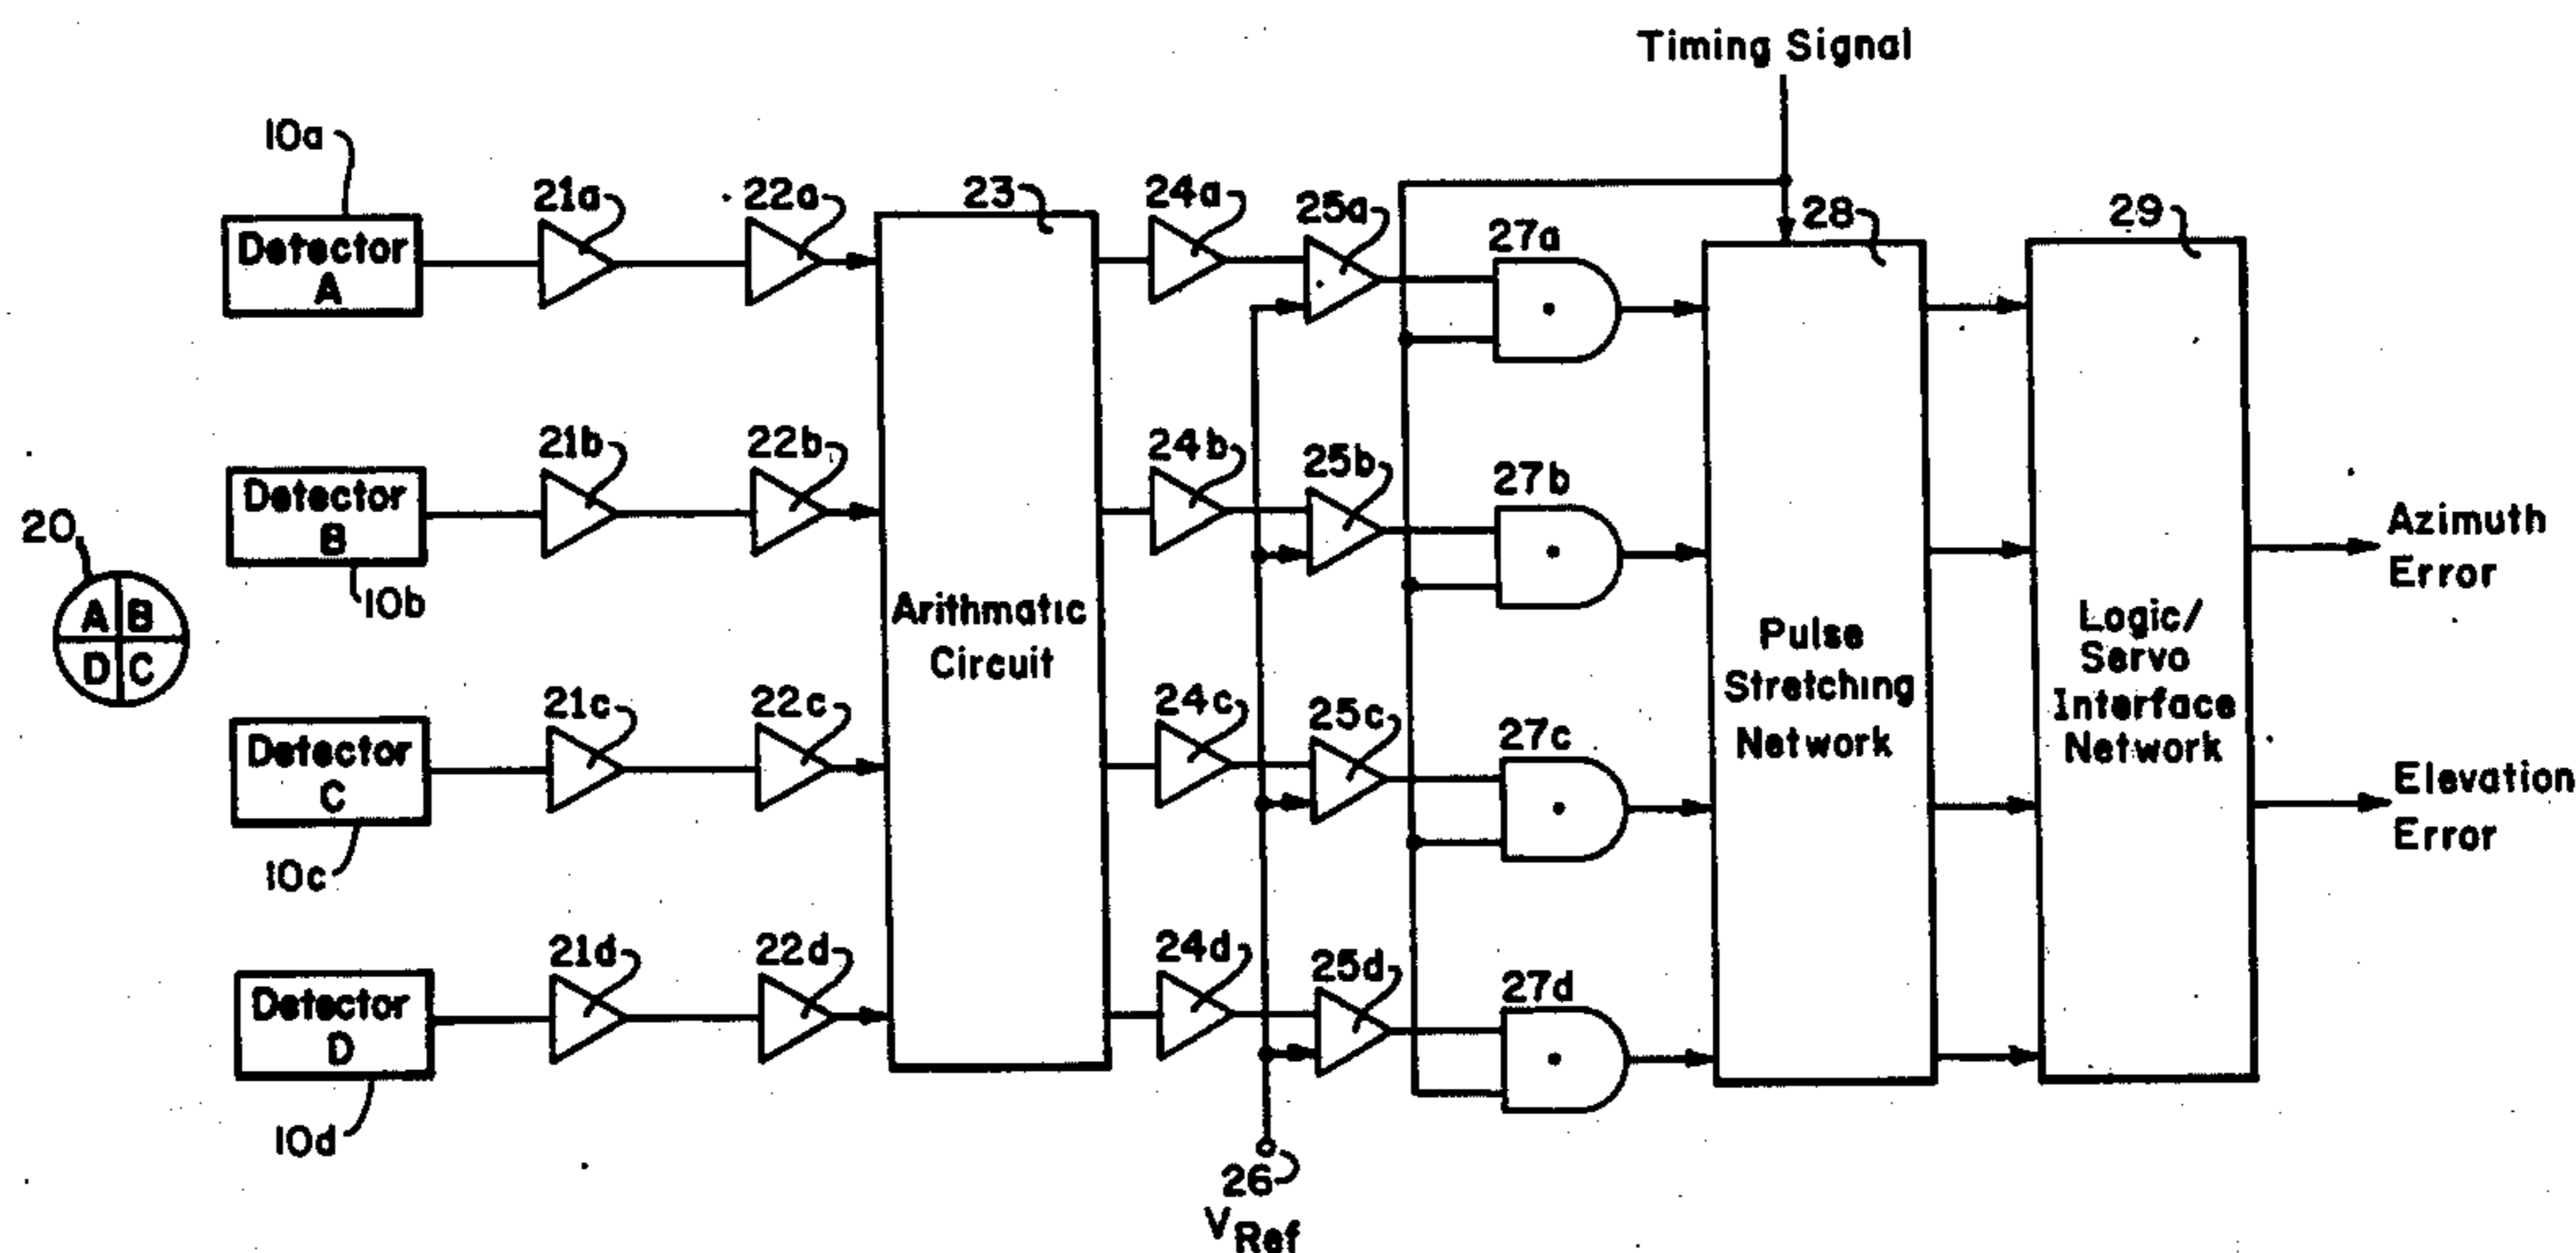 Timing Signal
10a
21a
22a
23
24a
25a
27a
28
29
Detector
A
21b
22b
24b
25b
27b
Detector
B
10b
20
A B
D C
Arithmatic
Circuit
Pulse
Stretching
Network
Logic/
Servo
Interface
Network
Azimuth
Error
21c
22c
24c
25c
27c
Detector
C
10c
Elevation
Error
21d
22d
24d
25d
27d
Detector
D
10d
26
VRef